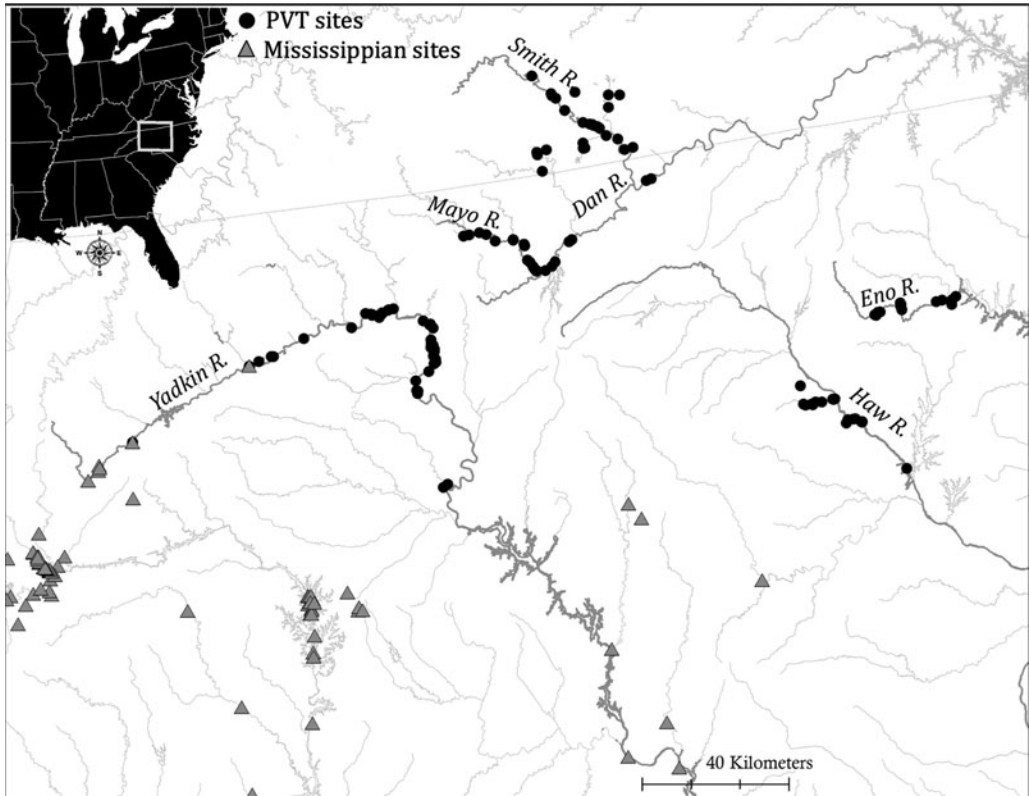 PVT sites
Mississippian sites
Smith R.
N
W E
S
Mayo R.
Dan R.
Eno R.
Yadkin R.
Haw R.
40 Kilometers